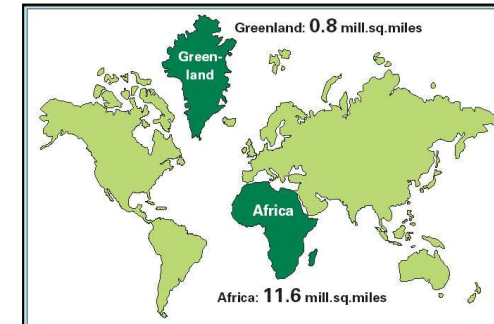 Greenland: 0.8 mill.sq.miles
Green-
land
Africa
Africa: 11.6 mill.sq.miles